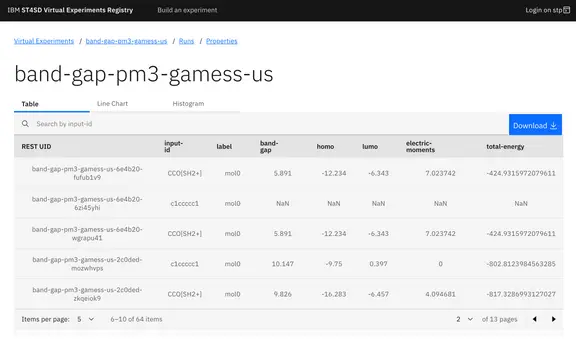 IBM ST4SD Virtual Experiments Registry Build an experiment Login on stp
Virtual Experiments / band-gap-pm3-gamess-us / Runs / Properties
band-gap-pm3-gamess-us
Table Line Chart Histogram
Search by input-id Download
REST UID input-id label band-gap homo lumo electric-moments total-energy
band-gap-pm3-gamess-us-6e4b20-fufub1v9 CCO[SH2+] mol0 5.891 -12.234 -6.343 7.023742 -424.9315972079611
band-gap-pm3-gamess-us-6e4b20-6zi45yhi c1ccccc1 mol0 NaN NaN NaN NaN NaN
band-gap-pm3-gamess-us-6e4b20-wgrapu41 CCO[SH2+] mol0 5.891 -12.234 -6.343 7.023742 -424.9315972079611
band-gap-pm3-gamess-us-2c0ded-mozwhvps c1ccccc1 mol0 10.147 -9.75 0.397 0 -802.8123984563285
band-gap-pm3-gamess-us-2c0ded-zkqeiok9 CCO[SH2+] mol0 9.826 -16.283 -6.457 4.094681 -817.3286993127027
Items per page: 5 6–10 of 64 items 2 of 13 pages